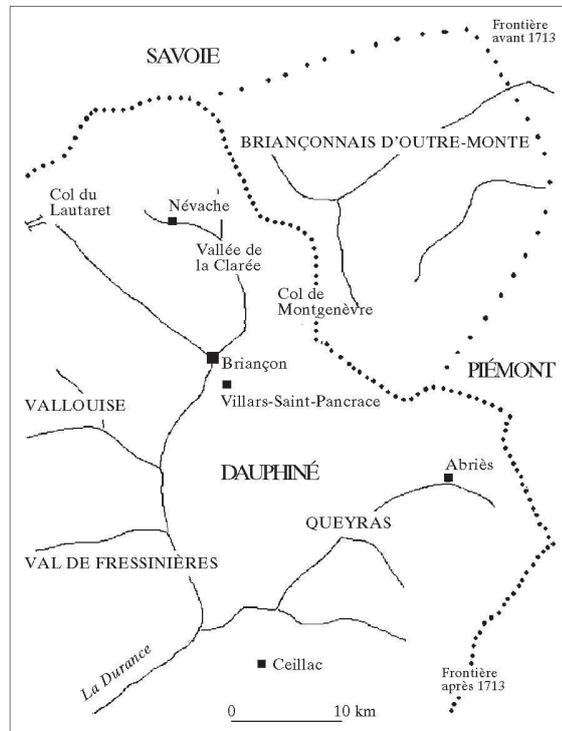 Frontière
avant 1713
SAVOIE
BRIANÇONNAIS D'OUTRE-MONTE
Col du
Lautaret
Névache
Vallée de
la Clarée
Col de
Montgenèvre
Briançon
PIÉMONT
Villars-Saint-Pancrace
VALLOUISE
DAUPHINÉ
Abriès
QUEYRAS
VAL DE FRESSINIÈRES
La Durance
Ceillac
Frontière
après 1713
0 10 km